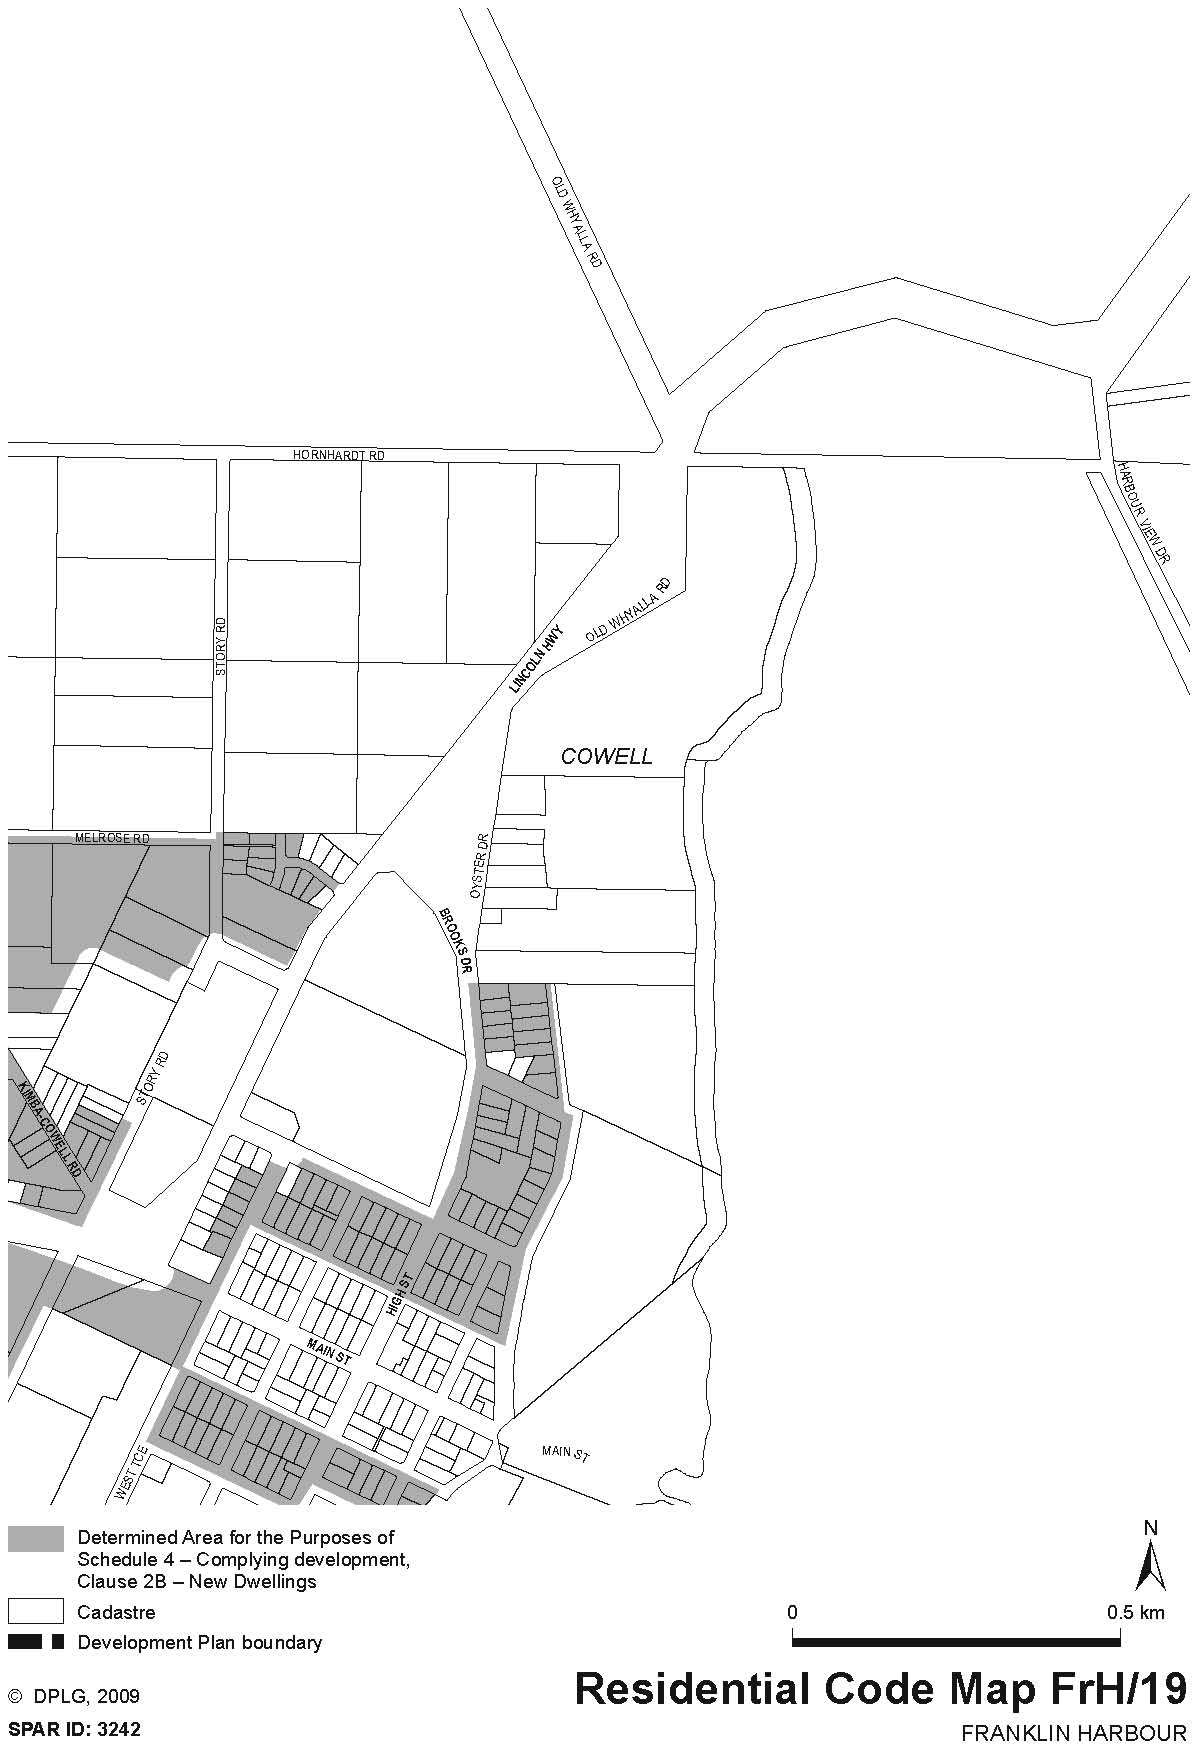 OLD WHYALLA RD
HORNHARDT RD
HARBOUR VIEW DR
STORY RD
OLD WHYALLA RD
LINCOLN HWY
COWELL
MELROSE RD
OYSTER DR
BROOKS DR
STORY RD
KIMBA-COWELL RD
HIGH ST
MAIN ST
MAIN ST
WEST TCE
Determined Area for the Purposes of
Schedule 4 – Complying development,
Clause 2B – New Dwellings
Cadastre
Development Plan boundary
N
0 0.5 km
© DPLG, 2009
SPAR ID: 3242
Residential Code Map FrH/19
FRANKLIN HARBOUR